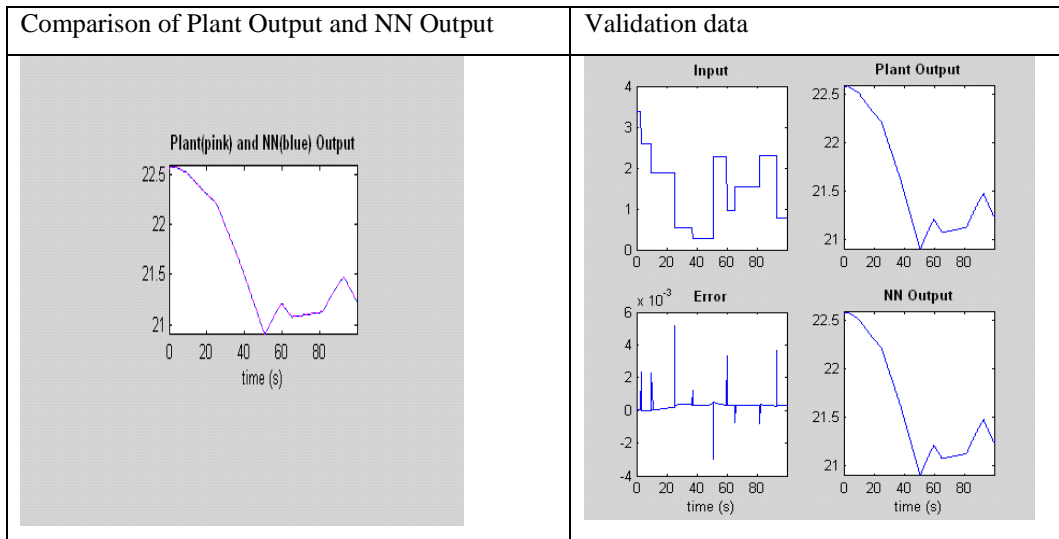 Comparison of Plant Output and NN Output
Validation data
Plant(pink) and NN(blue) Output
22.5
22
21.5
21
0 20 40 60 80
time (s)
Input
4
3
2
1
0
0 20 40 60 80
Plant Output
22.5
22
21.5
21
0 20 40 60 80
Error
x 10^-3
6
4
2
0
-2
-4
0 20 40 60 80
time (s)
NN Output
22.5
22
21.5
21
0 20 40 60 80
time (s)